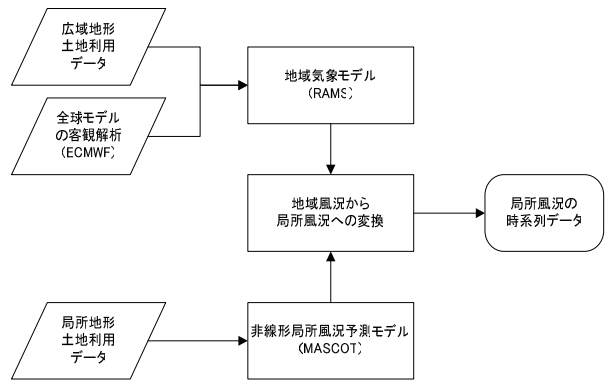 広域地形
土地利用
データ
全球モデル
の客観解析
(ECMWF)
地域気象モデル
(RAMS)
地域風況から
局所風況への変換
局所風況の
時系列データ
局所地形
土地利用
データ
非線形局所風況予測モデル
(MASCOT)